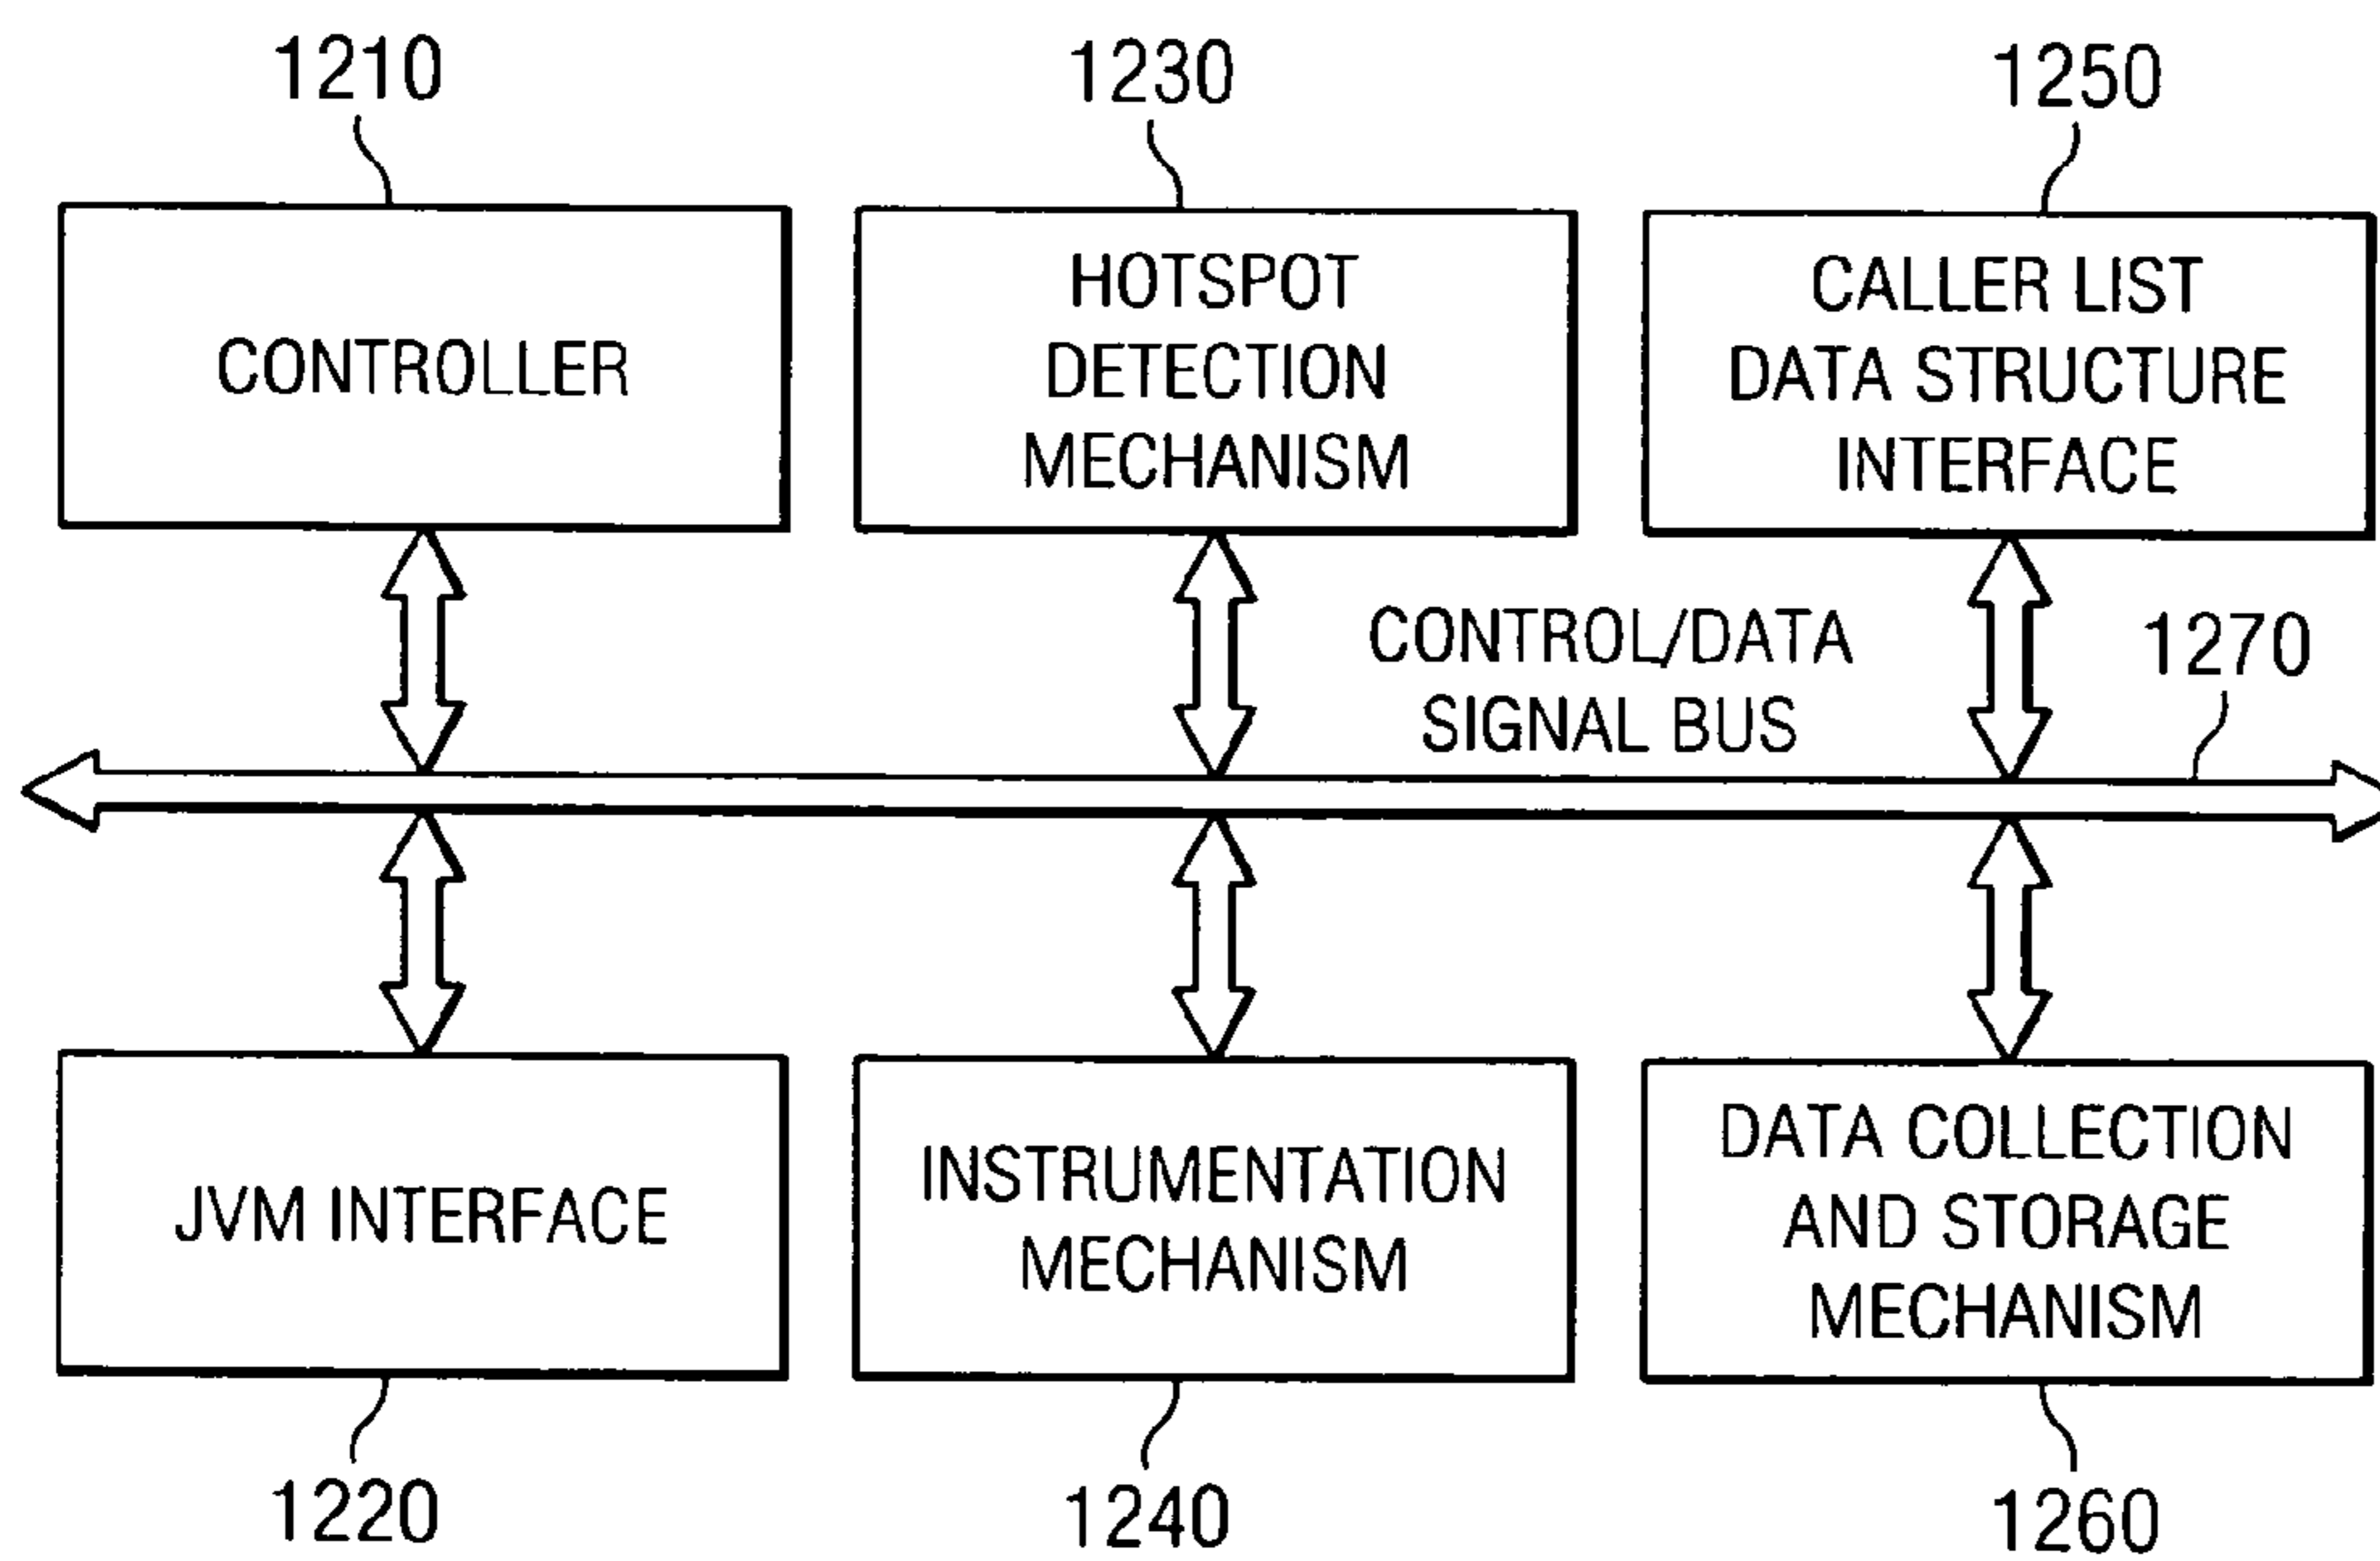 1210
1230
1250
CONTROLLER
HOTSPOT
DETECTION
MECHANISM
CALLER LIST
DATA STRUCTURE
INTERFACE
CONTROL/DATA
SIGNAL BUS
1270
JVM INTERFACE
INSTRUMENTATION
MECHANISM
DATA COLLECTION
AND STORAGE
MECHANISM
1220
1240
1260